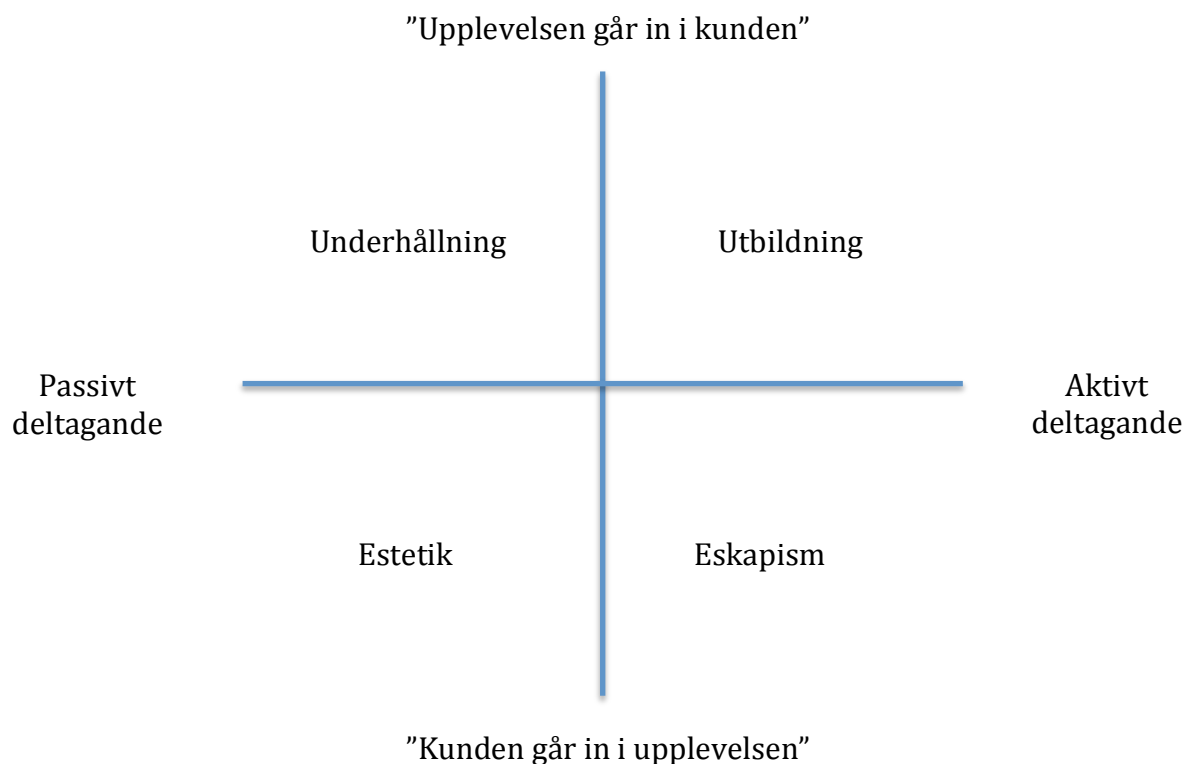 ”Upplevelsen går in i kunden”
Underhållning
Utbildning
Passivt
deltagande
Aktivt
deltagande
Estetik
Eskapism
”Kunden går in i upplevelsen”